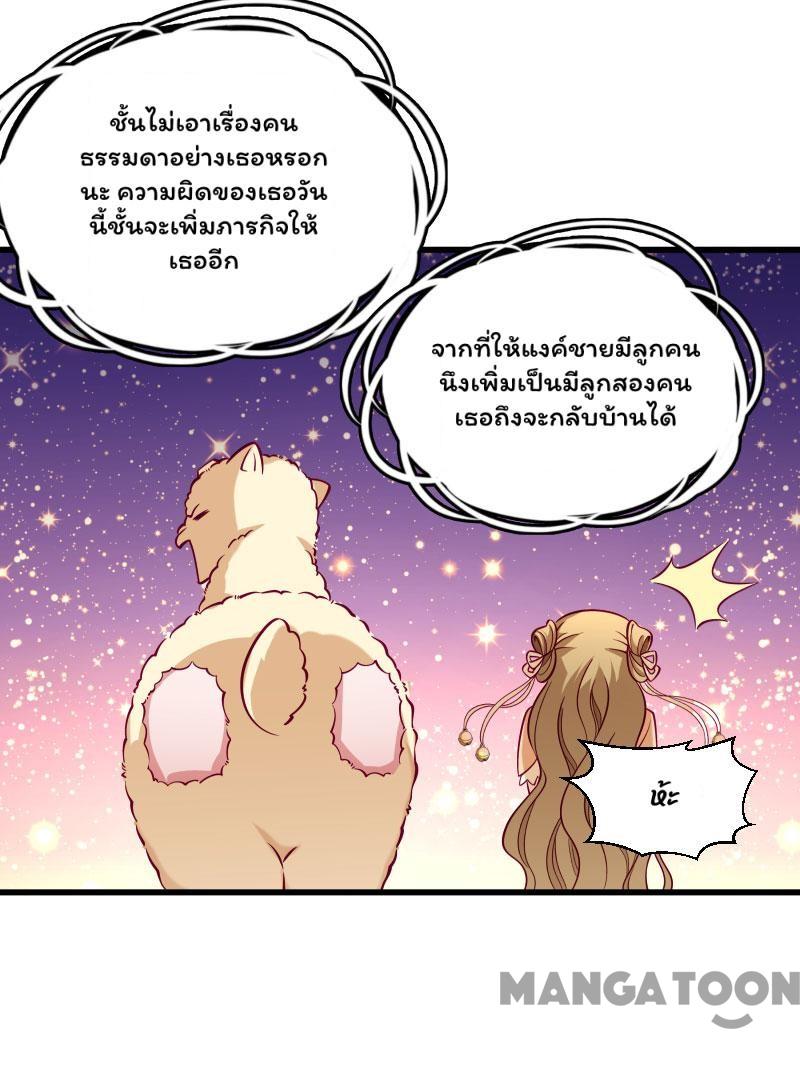 ชั้นไม่เอาเรื่องคน
ธรรมดาอย่างเธอหรอก
นะ ความผิดของเธอวัน
นี้ชั้นจะเพิ่มภารกิจให้
เธออีก
จากที่ให้แงค์ชายมีลูกคน
นึงเพิ่มเป็นมีลูกสองคน
เธอถึงจะกลับบ้านได้
ห้ะ
MANGATOON